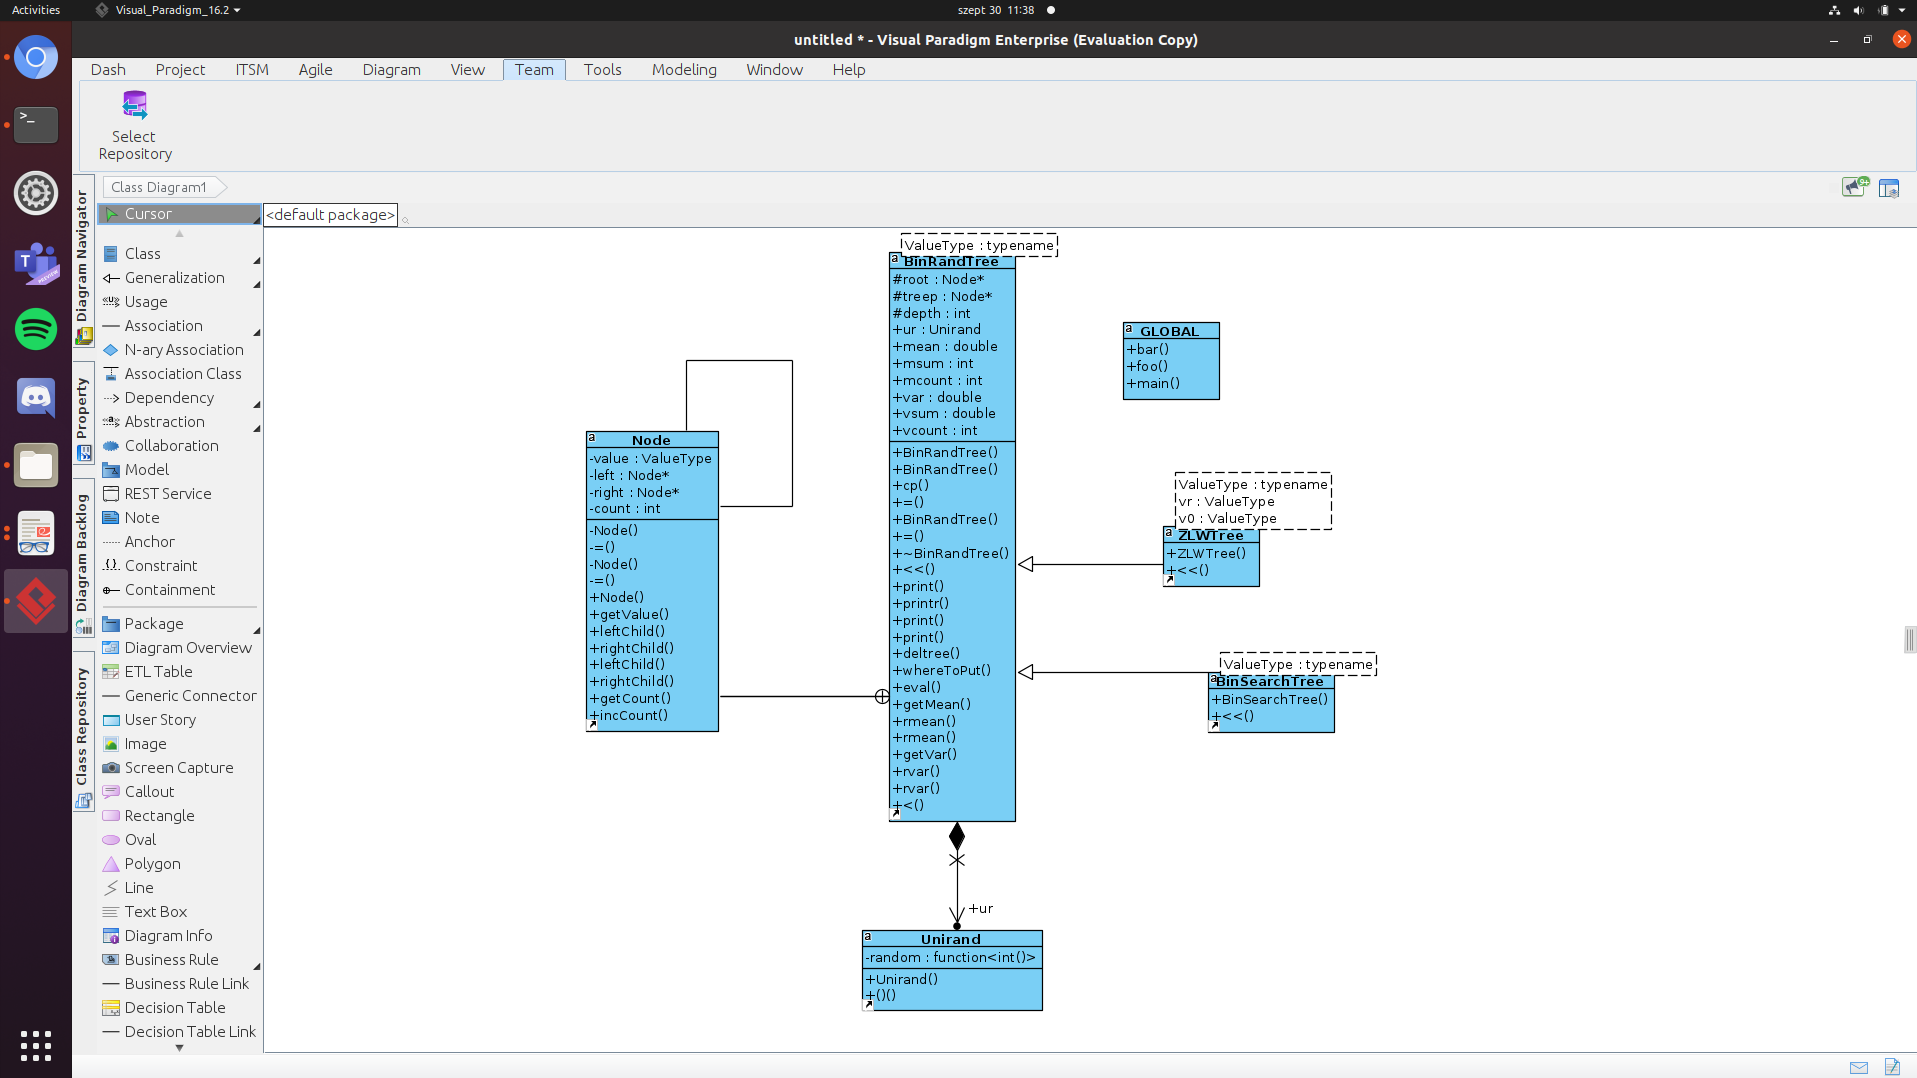 Activities
Visual_Paradigm_16.2
szept 30 11:38
untitled * - Visual Paradigm Enterprise (Evaluation Copy)
Dash Project ITSM Agile Diagram View Team Tools Modeling Window Help
Select
Repository
Class Diagram1
9+
Diagram Navigator
Property
Diagram Backlog
Class Repository
PREVIEW
Cursor
Class
Generalization
Usage
Association
N-ary Association
Association Class
Dependency
Abstraction
Collaboration
Model
REST Service
Note
Anchor
Constraint
Containment
Package
Diagram Overview
ETL Table
Generic Connector
User Story
Image
Screen Capture
Callout
Rectangle
Oval
Polygon
Line
Text Box
Diagram Info
Business Rule
Business Rule Link
Decision Table
Decision Table Link
<default package>
a
Node
-value : ValueType
-left : Node*
-right : Node*
-count : int
-Node()
-=()
-Node()
-=()
+Node()
+getValue()
+leftChild()
+rightChild()
+leftChild()
+rightChild()
+getCount()
+incCount()
ValueType : typename
a
BinRandTree
#root : Node*
#treep : Node*
#depth : int
+ur : Unirand
+mean : double
+msum : int
+mcount : int
+var : double
+vsum : double
+vcount : int
+BinRandTree()
+BinRandTree()
+cp()
+=()
+BinRandTree()
+=()
+~BinRandTree()
+<<()
+print()
+printr()
+print()
+print()
+deltree()
+whereToPut()
+eval()
+getMean()
+rmean()
+rmean()
+getVar()
+rvar()
+rvar()
+<()
a
GLOBAL
+bar()
+foo()
+main()
ValueType : typename
vr : ValueType
v0 : ValueType
a
ZLWTree
+ZLWTree()
+<<()
ValueType : typename
a
BinSearchTree
+BinSearchTree()
+<<()
+ur
a
Unirand
-random : function<int()>
+Unirand()
+()()